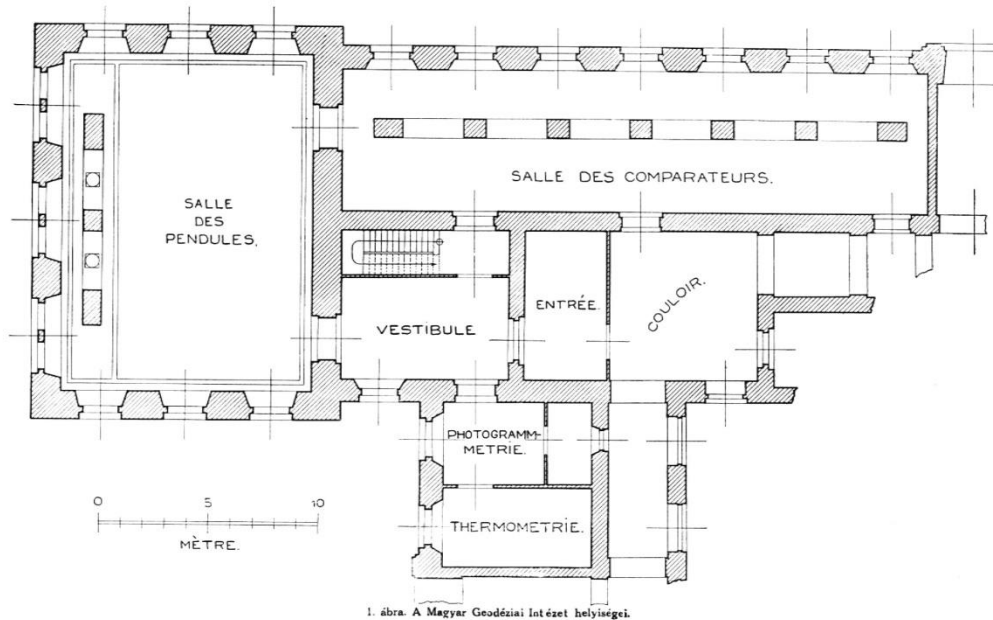 SALLE
DES
PENDULES.
SALLE DES COMPARATEURS.
VESTIBULE
ENTRÉE.
COULOIR.
PHOTOGRAMM-
METRIE.
THERMOMETRIE.
0 5 10
MÈTRE.
1. ábra. A Magyar Geodéziai Intézet helyiségei.